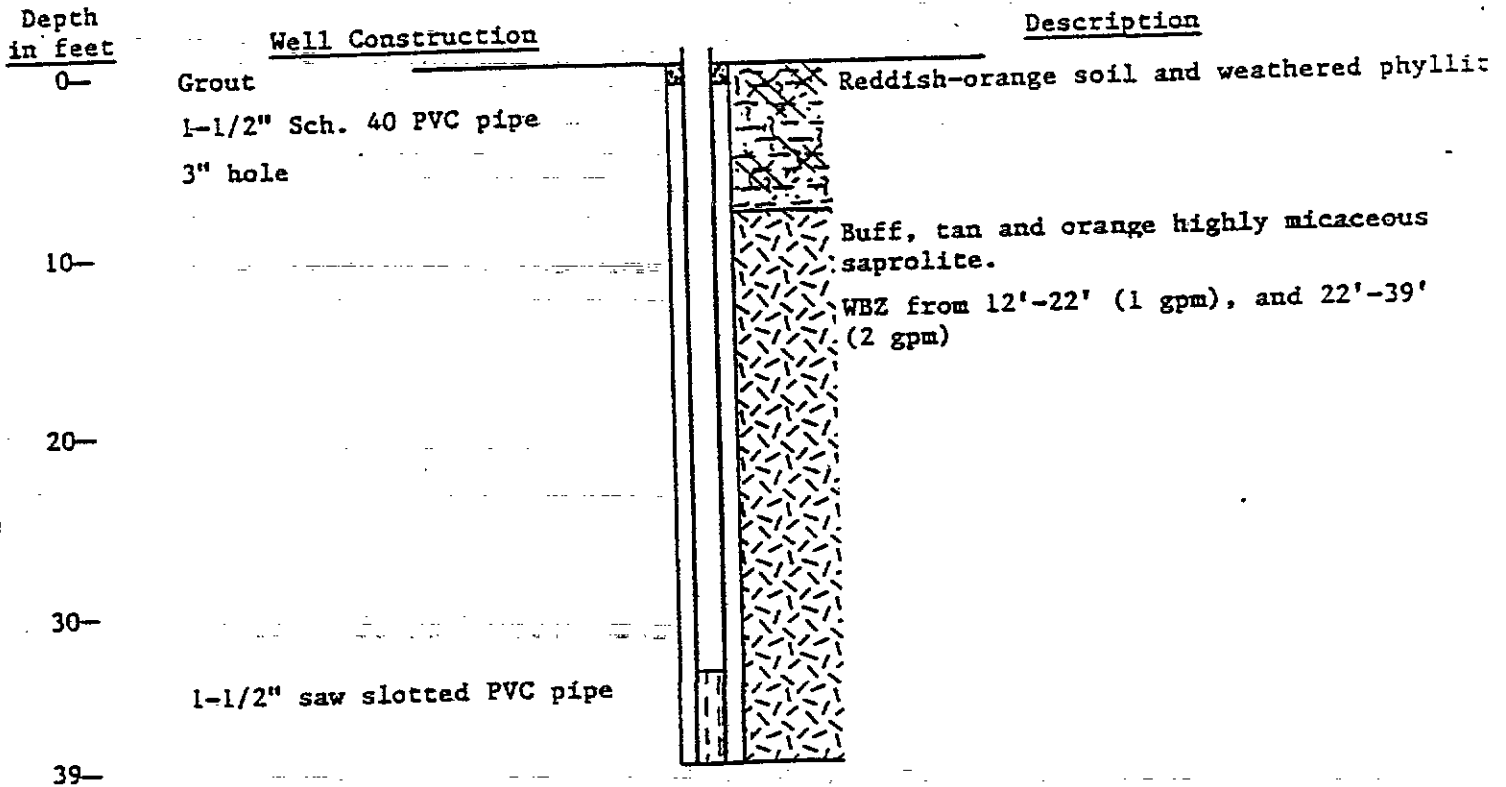 Depth
in feet
Well Construction
Description
0—
Grout
Reddish-orange soil and weathered
1-1/2" Sch. 40 PVC pipe
3" hole
Buff, tan and orange highly micaceous
10—
saprolite.
WBZ from 12'-22' (1 gpm), and 22'-39'
(2 gpm)
20—
30—
1-1/2" saw slotted PVC pipe
39—